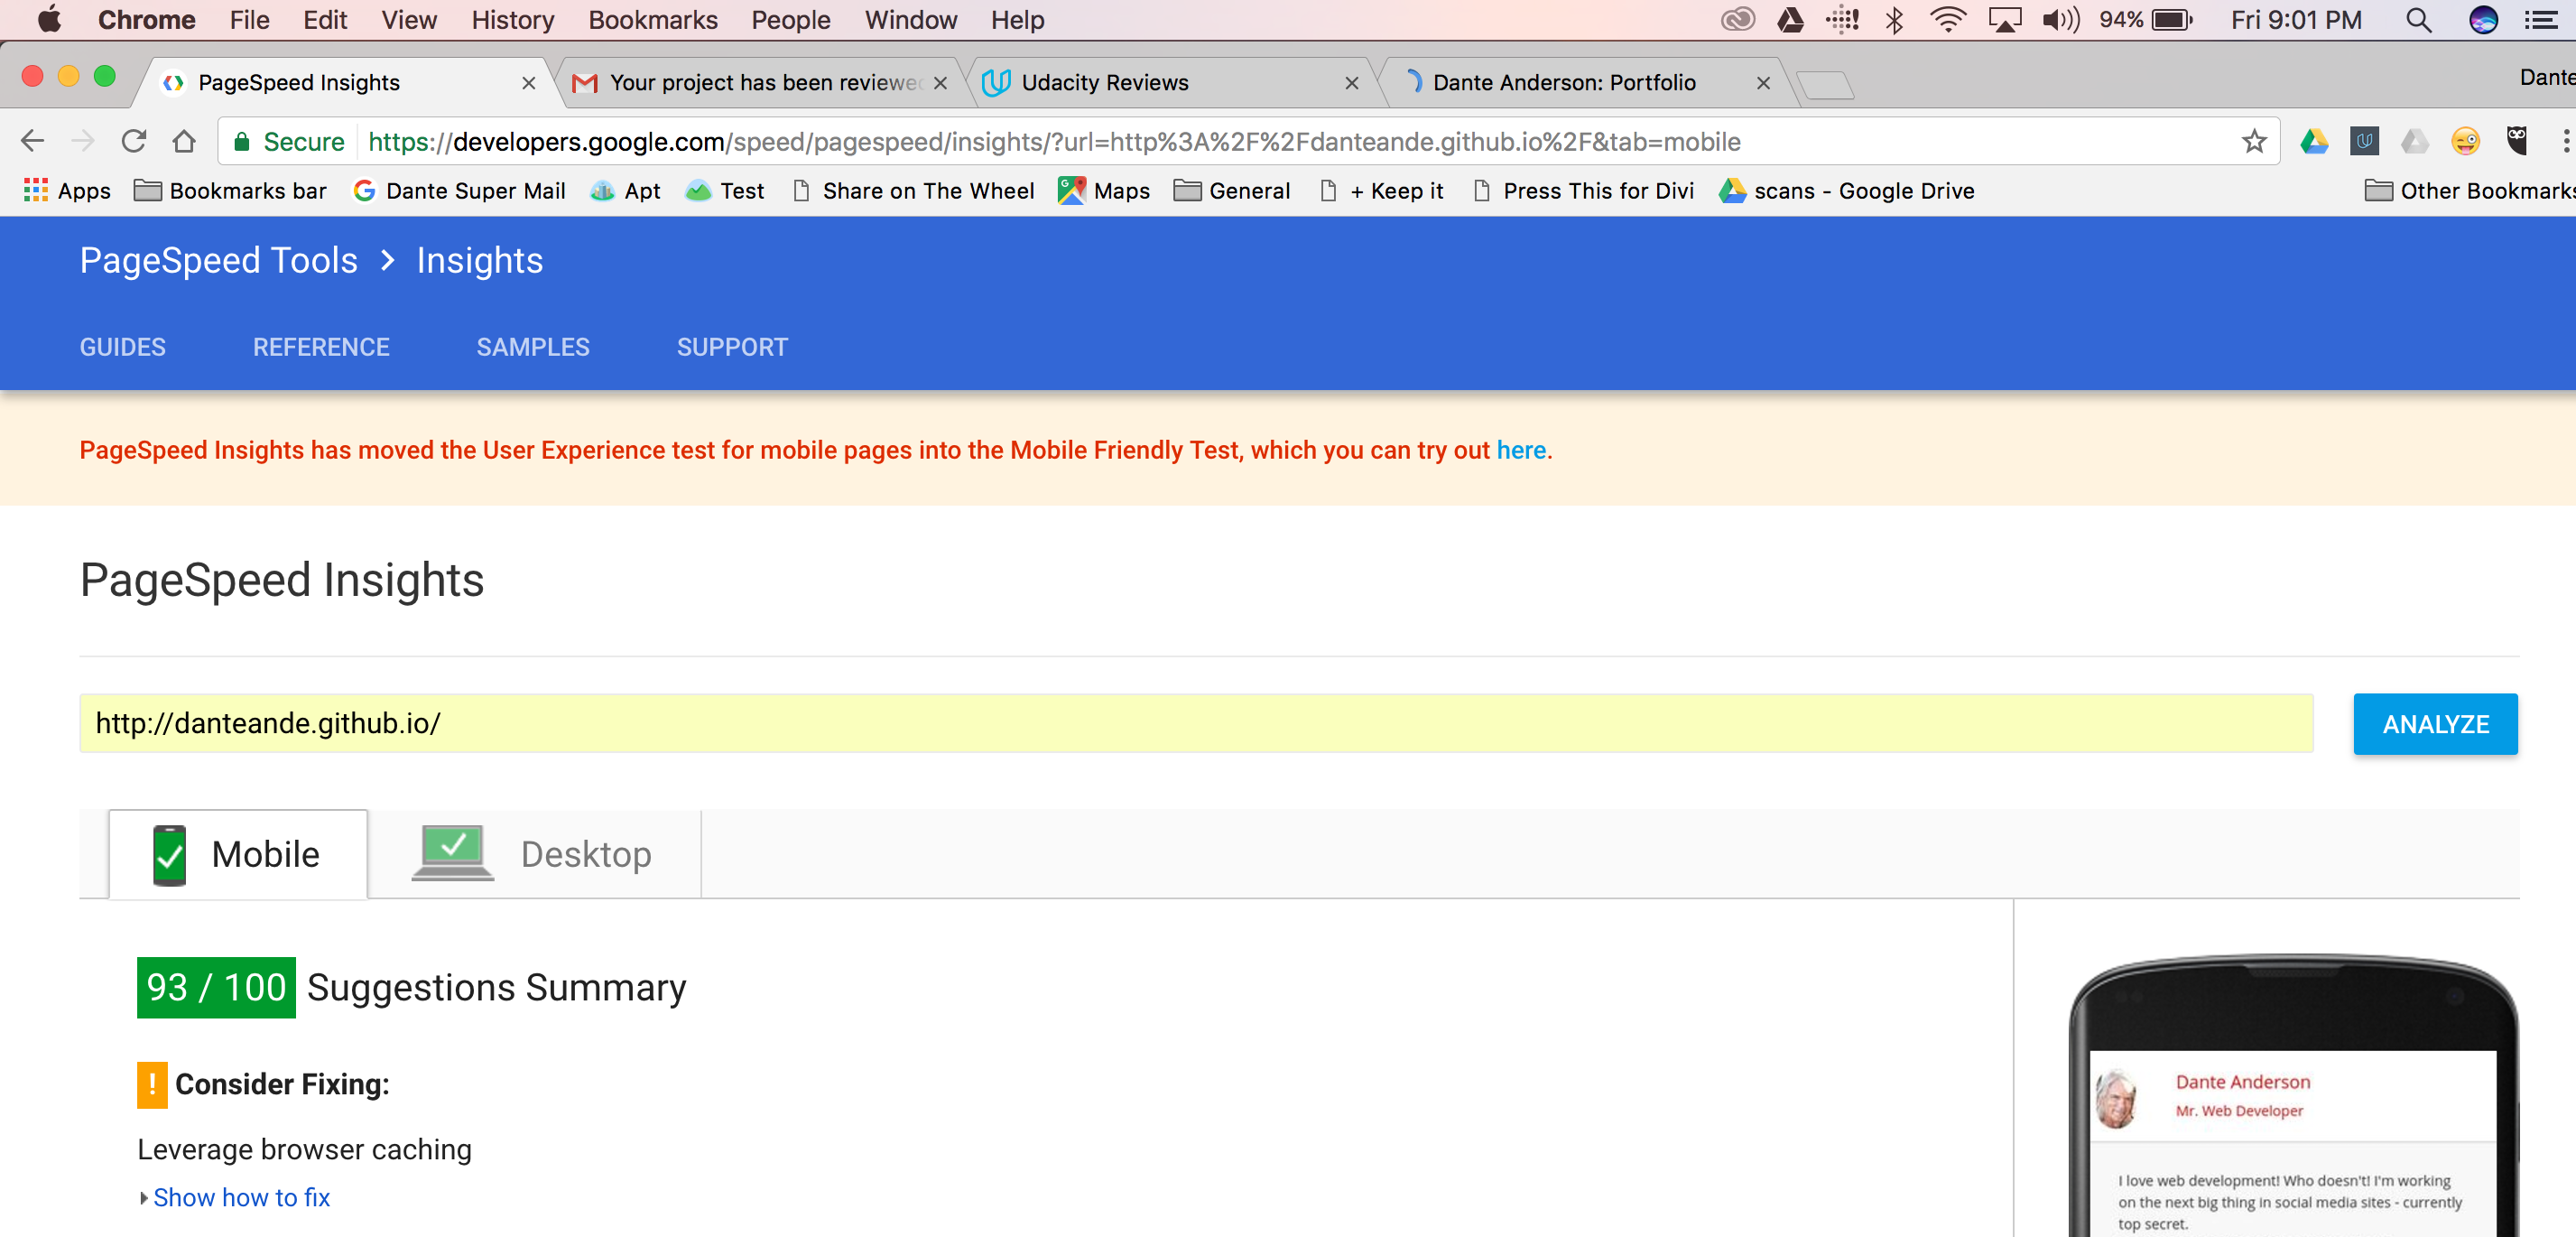 Chrome File Edit View History Bookmarks People Window Help 94% Fri 9:01 PM
PageSpeed Insights Your project has been reviewed Udacity Reviews Dante Anderson: Portfolio Dante
Secure https://developers.google.com/speed/pagespeed/insights/?url=http%3A%2F%2Fdanteande.github.io%2F&tab=mobile
Apps Bookmarks bar Dante Super Mail Apt Test Share on The Wheel Maps General + Keep it Press This for Divi scans - Google Drive Other Bookmarks
PageSpeed Tools > Insights
GUIDES REFERENCE SAMPLES SUPPORT
PageSpeed Insights has moved the User Experience test for mobile pages into the Mobile Friendly Test, which you can try out here.
PageSpeed Insights
http://danteande.github.io/ ANALYZE
Mobile Desktop
93 / 100 Suggestions Summary
! Consider Fixing:
Leverage browser caching
Show how to fix
Dante Anderson
Mr. Web Developer
I love web development! Who doesn't! I'm working
on the next big thing in social media sites - currently
top secret.